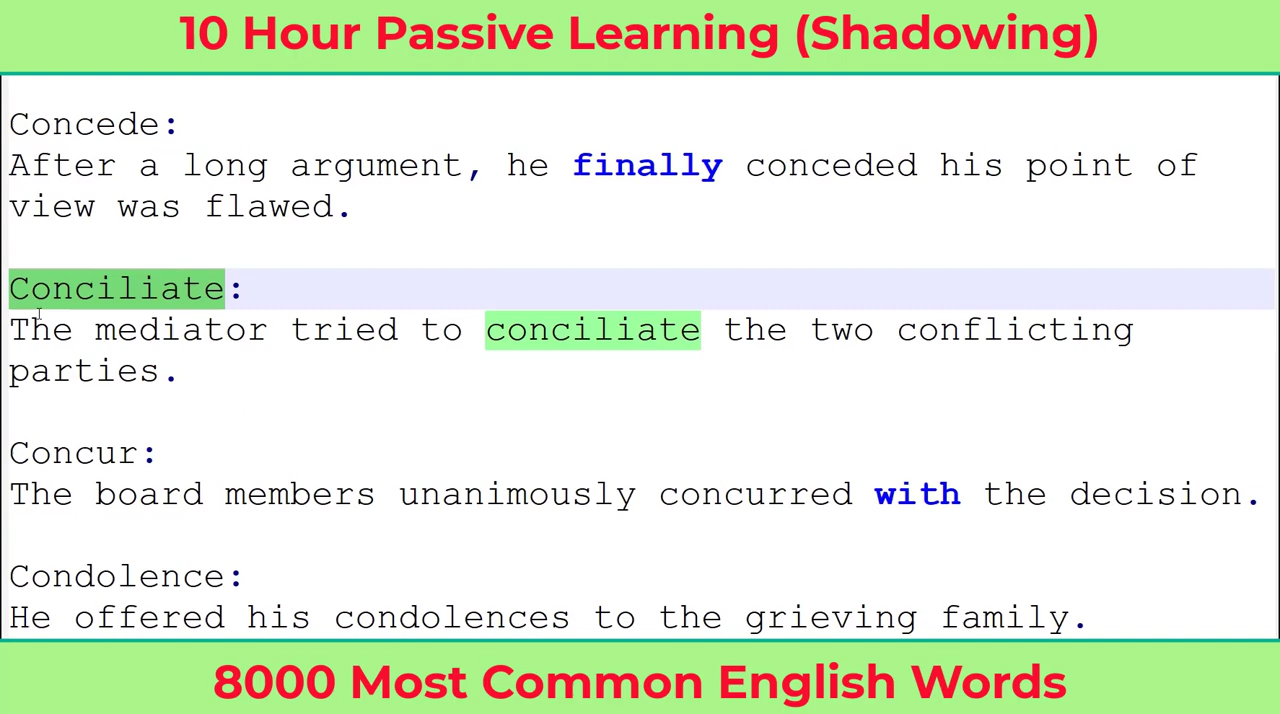 10 Hour Passive Learning (Shadowing)
Concede:
After a long argument, he finally conceded his point of
view was flawed.
Conciliate:
The mediator tried to conciliate the two conflicting
parties.
Concur:
The board members unanimously concurred with the decision.
Condolence:
He offered his condolences to the grieving family.
8000 Most Common English Words